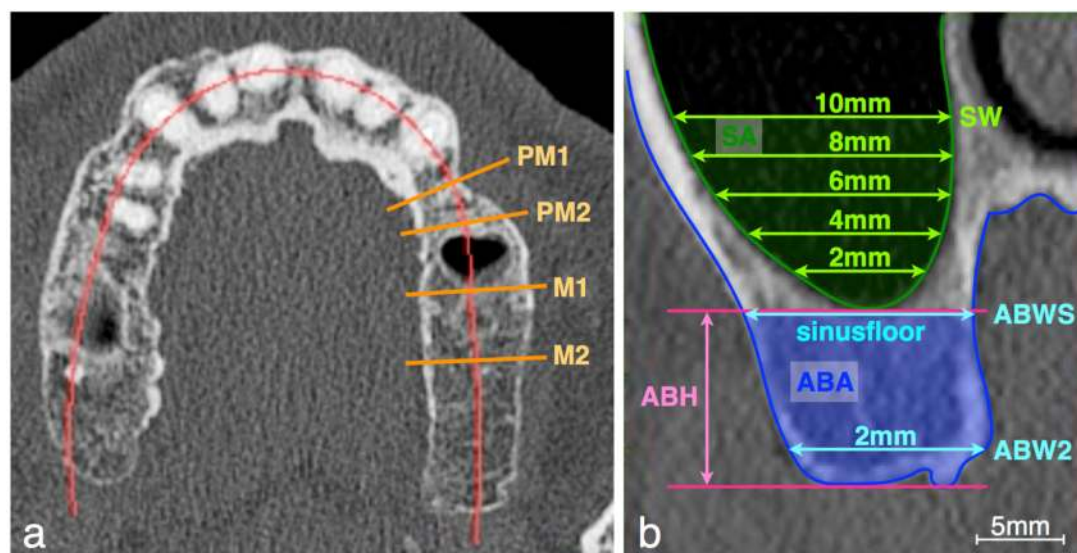 PM1
PM2
M1
M2
a
10mm
SW
SA
8mm
6mm
4mm
2mm
ABWS
sinusfloor
ABH
ABA
2mm
ABW2
5mm
b